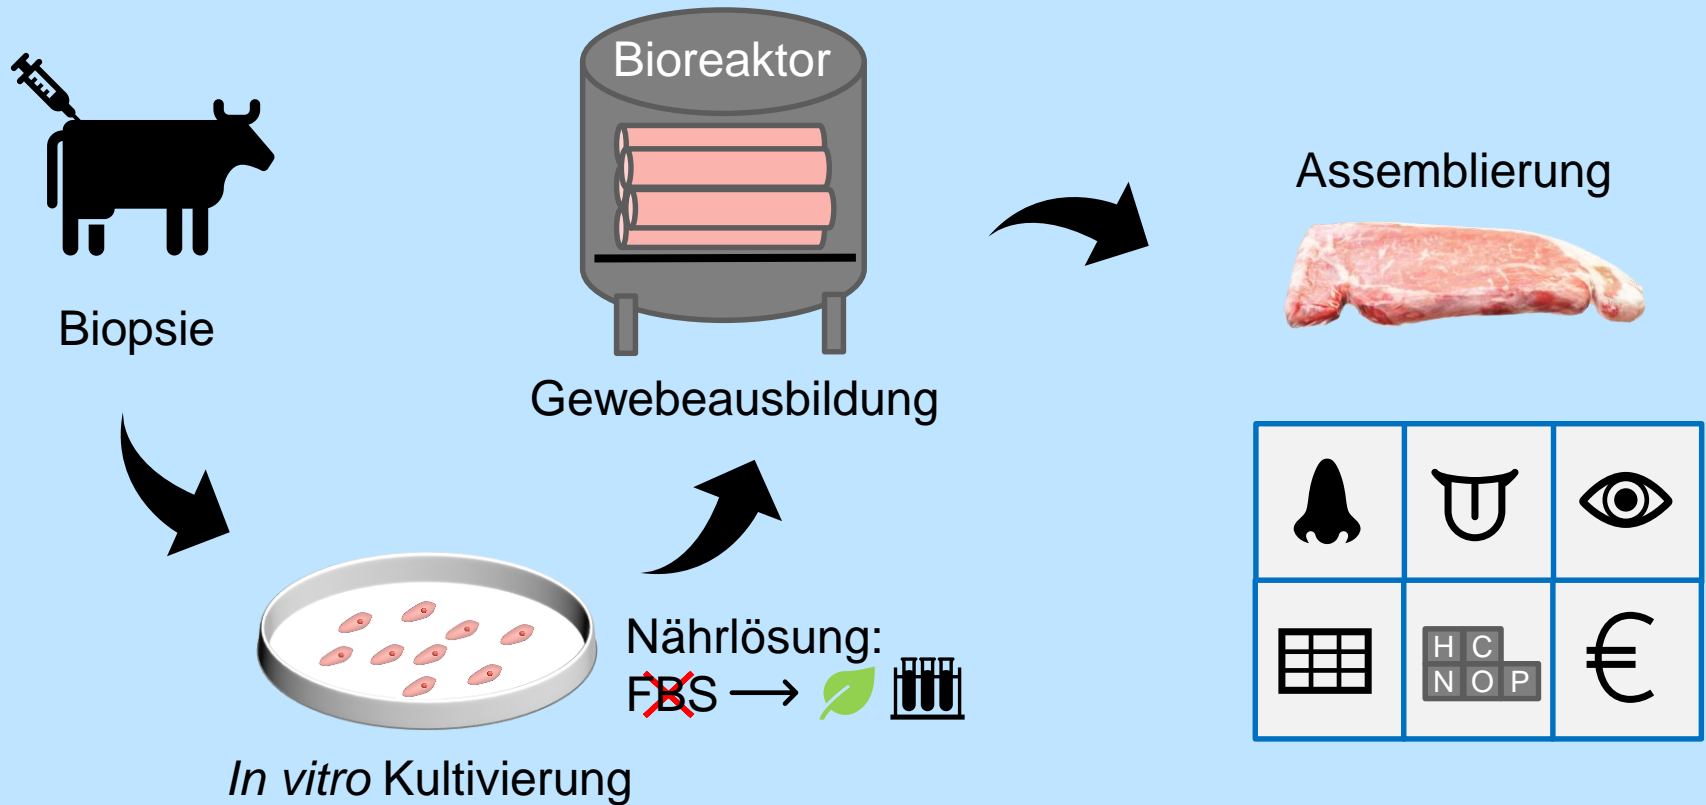 Biopsie
In vitro Kultivierung
Nährlösung:
FBS
Bioreaktor
Gewebeausbildung
Assemblierung
H C
N O P
€